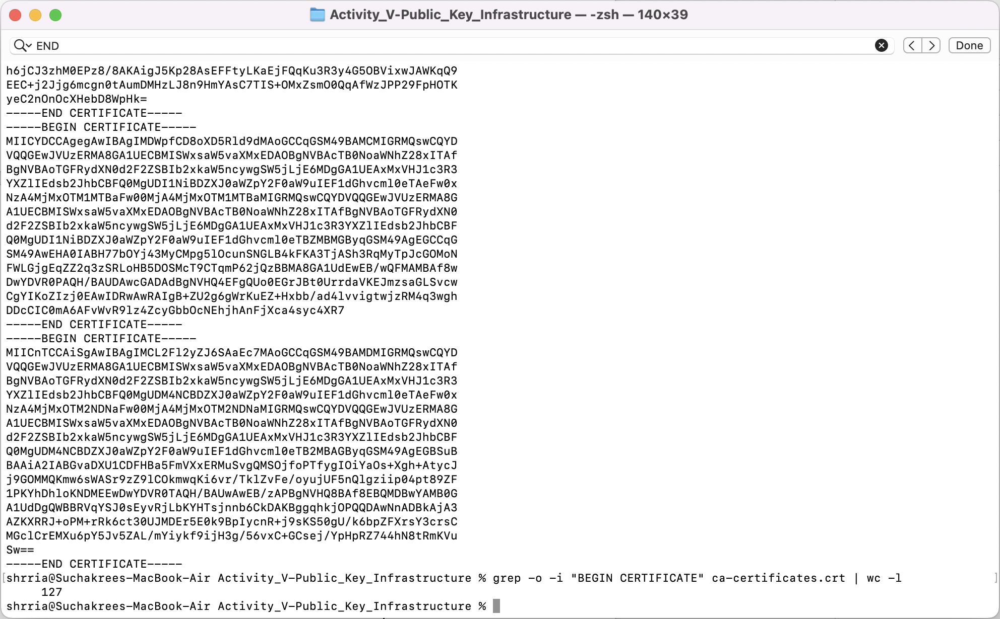 Activity_V-Public_Key_Infrastructure — -zsh — 140×39
END
Done
h6jCJ3zhM0EPz8/8AKAigJ5Kp28AsEFFtyLKaEjFQqKu3R3y4G5OBVixwJAWKqQ9
EEC+j2Jjg6mcgn0tAumDMHzLJ8n9HmYAsC7TIS+OMxZsmO0QqAfWzJPP29FpHOTK
yeC2nOnOcXHebD8WpHk=
-----END CERTIFICATE-----
-----BEGIN CERTIFICATE-----
MIICYDCCAgegAwIBAgIMDWpfCD8oXD5Rld9dMAoGCCqGSM49BAMCMIGRMQswCQYD
VQQGEwJVUzERMA8GA1UECBMISWxsaW5vaXMxEDAOBgNVBAcTB0NoaWNhZ28xITAf
BgNVBAoTGFRydXN0d2F2ZSBIb2xkaW5ncywgSW5jLjE6MDgGA1UEAxMxVHJ1c3R3
YXZlIEdsb2JhbCBFQ0MgUDI1NiBDZXJ0aWZpY2F0aW9uIEF1dGhvcml0eTAeFw0x
NzA4MjMxOTM1MTBaFw00MjA4MjMxOTM1MTBaMIGRMQswCQYDVQQGEwJVUzERMA8G
A1UECBMISWxsaW5vaXMxEDAOBgNVBAcTB0NoaWNhZ28xITAfBgNVBAoTGFRydXN0
d2F2ZSBIb2xkaW5ncywgSW5jLjE6MDgGA1UEAxMxVHJ1c3R3YXZlIEdsb2JhbCBF
Q0MgUDI1NiBDZXJ0aWZpY2F0aW9uIEF1dGhvcml0eTBZMBMGByqGSM49AgEGCCqG
SM49AwEHA0IABH77bOYj43MyCMpg5lOcunSNGLB4kFKA3TjASh3RqMyTpJcGOMoN
FWLGjgEqZZ2q3zSRLoHB5DOSMcT9CTqmP62jQzBBMA8GA1UdEwEB/wQFMAMBAf8w
DwYDVR0PAQH/BAUDAwcGADAdBgNVHQ4EFgQUo0EGrJBt0UrrdaVKEJmzsaGLSvcw
CgYIKoZIzj0EAwIDRwAwRAIgB+ZU2g6gWrKuEZ+Hxbb/ad4lvvigtwjzRM4q3wgh
DDcCIC0mA6AFvWvR9lz4ZcyGbbOcNEhjhAnFjXca4syc4XR7
-----END CERTIFICATE-----
-----BEGIN CERTIFICATE-----
MIICnTCCAiSgAwIBAgIMCL2Fl2yZJ6SAaEc7MAoGCCqGSM49BAMDMIGRMQswCQYD
VQQGEwJVUzERMA8GA1UECBMISWxsaW5vaXMxEDAOBgNVBAcTB0NoaWNhZ28xITAf
BgNVBAoTGFRydXN0d2F2ZSBIb2xkaW5ncywgSW5jLjE6MDgGA1UEAxMxVHJ1c3R3
YXZlIEdsb2JhbCBFQ0MgUDM4NCBDZXJ0aWZpY2F0aW9uIEF1dGhvcml0eTAeFw0x
NzA4MjMxOTM2NDNaFw00MjA4MjMxOTM2NDNaMIGRMQswCQYDVQQGEwJVUzERMA8G
A1UECBMISWxsaW5vaXMxEDAOBgNVBAcTB0NoaWNhZ28xITAfBgNVBAoTGFRydXN0
d2F2ZSBIb2xkaW5ncywgSW5jLjE6MDgGA1UEAxMxVHJ1c3R3YXZlIEdsb2JhbCBF
Q0MgUDM4NCBDZXJ0aWZpY2F0aW9uIEF1dGhvcml0eTB2MBAGByqGSM49AgEGBSuB
BAAiA2IABGvaDXU1CDFHBa5FmVXxERMuSvgQMSOjfoPTfygIOiYaOs+Xgh+AtycJ
j9GOMMQKmw6sWASr9zZ9lCOkmwqKi6vr/TklZvFe/oyujUF5nQlgziip04pt89ZF
1PKYhDhloKNDMEEwDwYDVR0TAQH/BAUwAwEB/zAPBgNVHQ8BAf8EBQMDBwYAMB0G
A1UdDgQWBBRVqYSJ0sEyvRjLbKYHTsjnnb6CkDAKBggqhkjOPQQDAwNnADBkAjA3
AZKXRRJ+oPM+rRk6ct30UJMDEr5E0k9BpIycnR+j9sKS50gU/k6bpZFXrsY3crsC
MGclCrEMXu6pY5Jv5ZAL/mYiykf9ijH3g/56vxC+GCsej/YpHpRZ744hN8tRmKVu
Sw==
-----END CERTIFICATE-----
shrria@Suchakrees-MacBook-Air Activity_V-Public_Key_Infrastructure % grep -o -i "BEGIN CERTIFICATE" ca-certificates.crt | wc -l
127
shrria@Suchakrees-MacBook-Air Activity_V-Public_Key_Infrastructure %